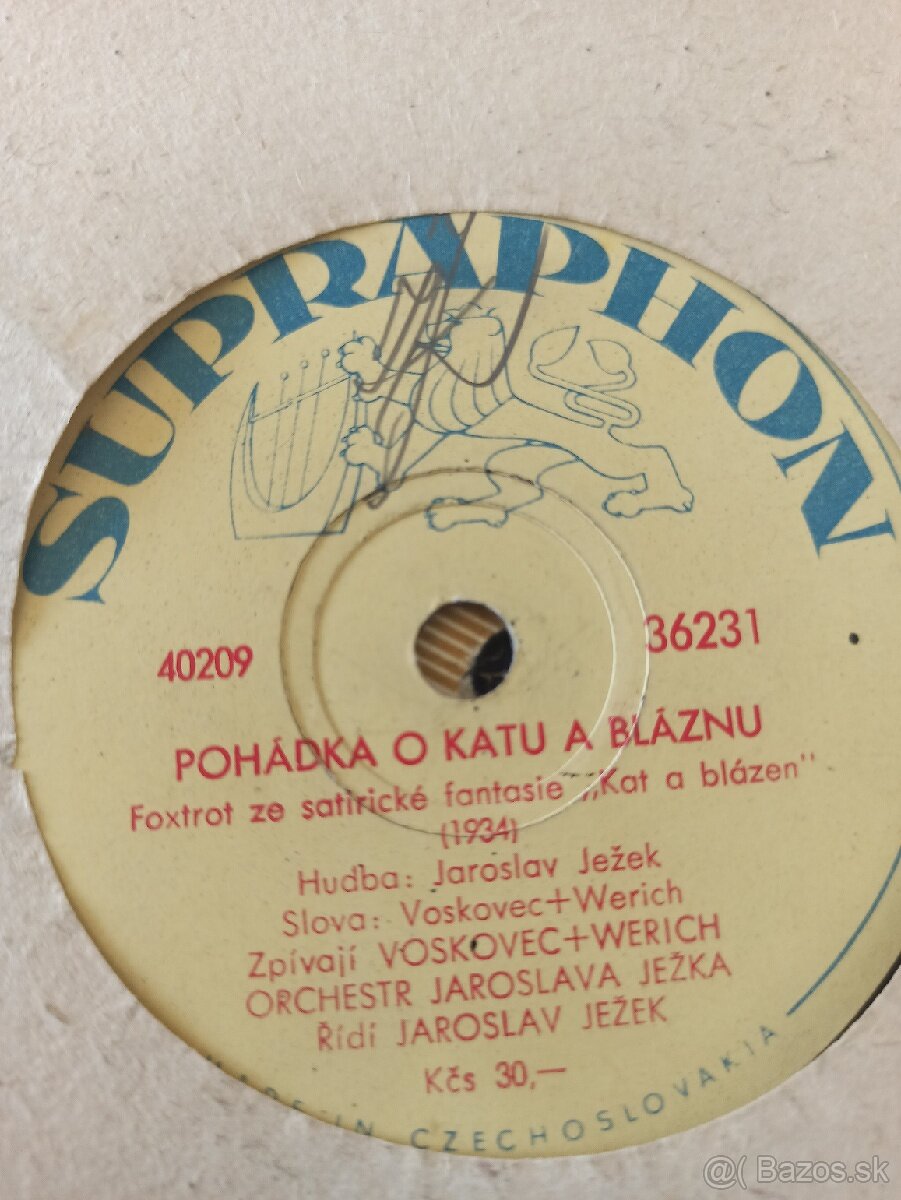 SUPRAPHON
40209 36231
POHÁDKA O KATU A BLÁZNU
Foxtrot ze satirické fantasie „Kat a blázen"
(1934)
Hudba: Jaroslav Ježek
Slova: Voskovec+Werich
Zpívají VOSKOVEC+WERICH
ORCHESTR JAROSLAVA JEŽKA
Řídí JAROSLAV JEŽEK
Kčs 30,—
MADE IN CZECHOSLOVAKIA
@( Bazos.sk